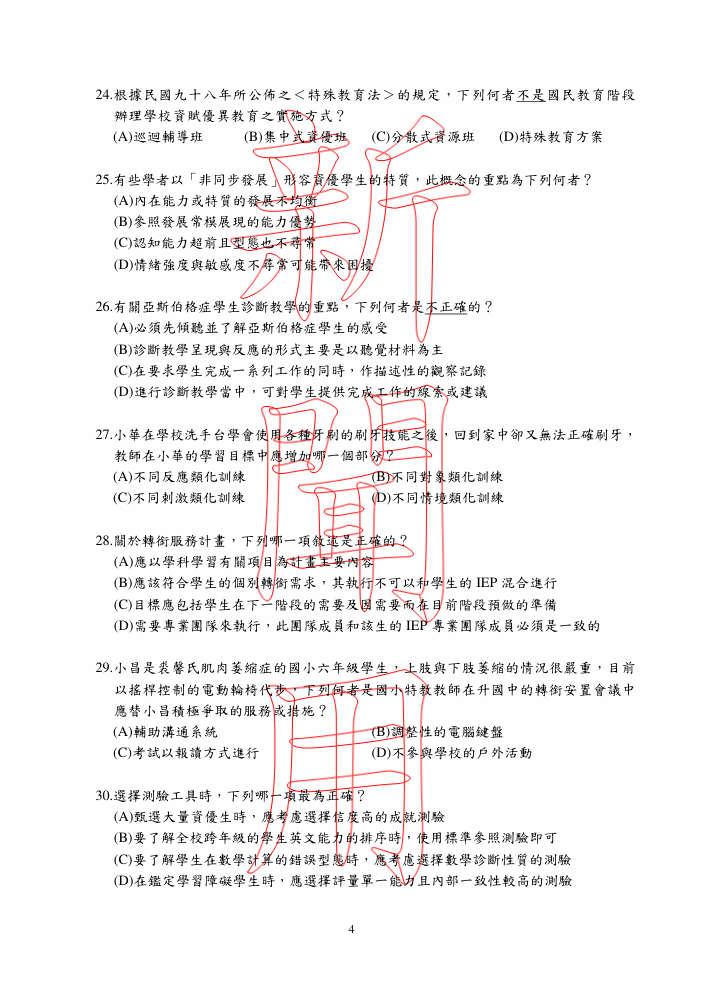 24.根據民國九十八年所公佈之＜特殊教育法＞的規定，下列何者不是國民教育階段
辦理學校資賦優異教育之實施方式？
(A)巡迴輔導班 (B)集中式資優班 (C)分散式資源班 (D)特殊教育方案
25.有些學者以「非同步發展」形容資優學生的特質，此概念的重點為下列何者？
(A)內在能力或特質的發展不均衡
(B)參照發展常模展現的能力優勢
(C)認知能力超前且型態也不尋常
(D)情緒強度與敏感度不尋常可能帶來困擾
26.有關亞斯伯格症學生診斷教學的重點，下列何者是不正確的？
(A)必須先傾聽並了解亞斯伯格症學生的感受
(B)診斷教學呈現與反應的形式主要是以聽覺材料為主
(C)在要求學生完成一系列工作的同時，作描述性的觀察記錄
(D)進行診斷教學當中，可對學生提供完成工作的線索或建議
27.小華在學校洗手台學會使用各種牙刷的刷牙技能之後，回到家中卻又無法正確刷牙，
教師在小華的學習目標中應增加哪一個部分？
(A)不同反應類化訓練 (B)不同對象類化訓練
(C)不同刺激類化訓練 (D)不同情境類化訓練
28.關於轉銜服務計畫，下列哪一項敘述是正確的？
(A)應以學科學習有關項目為計畫主要內容
(B)應該符合學生的個別轉銜需求，其執行不可以和學生的 IEP 混合進行
(C)目標應包括學生在下一階段的需要及因需要而在目前階段預做的準備
(D)需要專業團隊來執行，此團隊成員和該生的 IEP 專業團隊成員必須是一致的
29.小昌是裘馨氏肌肉萎縮症的國小六年級學生，上肢與下肢萎縮的情況很嚴重，目前
以搖桿控制的電動輪椅代步，下列何者是國小特教教師在升國中的轉銜安置會議中
應替小昌積極爭取的服務或措施？
(A)輔助溝通系統 (B)調整性的電腦鍵盤
(C)考試以報讀方式進行 (D)不參與學校的戶外活動
30.選擇測驗工具時，下列哪一項最為正確？
(A)甄選大量資優生時，應考慮選擇信度高的成就測驗
(B)要了解全校跨年級的學生英文能力的排序時，使用標準參照測驗即可
(C)要了解學生在數學計算的錯誤型態時，應考慮選擇數學診斷性質的測驗
(D)在鑑定學習障礙學生時，應選擇評量單一能力且內部一致性較高的測驗
新聞用
4